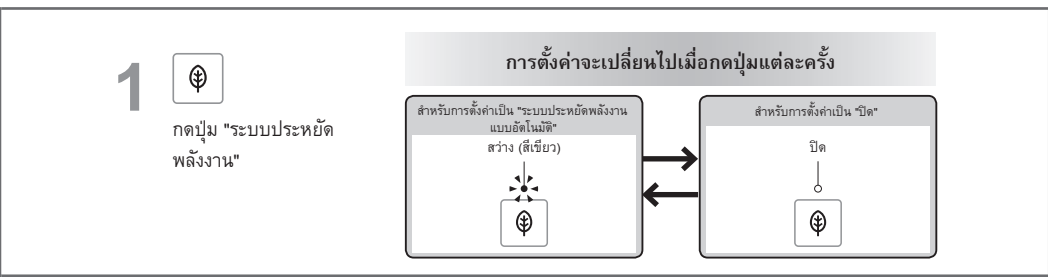 1
กดปุ่ม "ระบบประหยัด
พลังงาน"
การตั้งค่าจะเปลี่ยนไปเมื่อกดปุ่มแต่ละครั้ง
สำหรับการตั้งค่าเป็น "ระบบประหยัดพลังงาน
แบบอัตโนมัติ"
สว่าง (สีเขียว)
สำหรับการตั้งค่าเป็น "ปิด"
ปิด